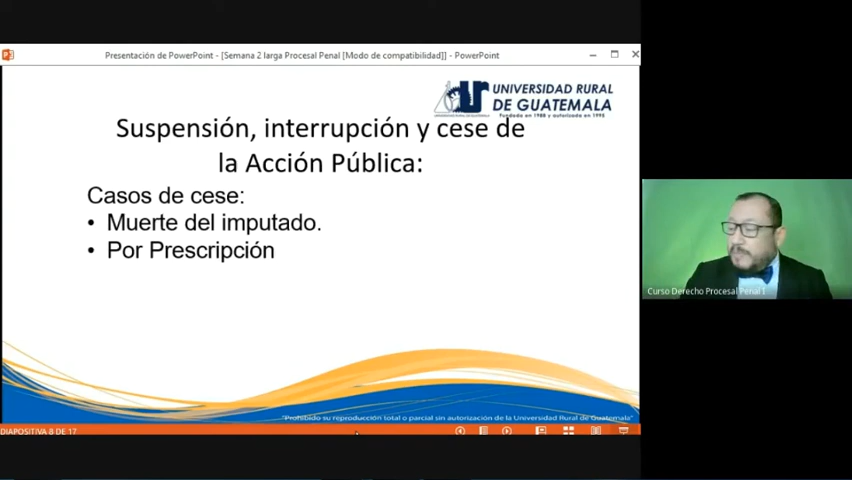 Presentación de PowerPoint - [Semana 2 larga Procesal Penal [Modo de compatibilidad]] - PowerPoint
UNIVERSIDAD RURAL
DE GUATEMALA
Fundada en 1988 y autorizada en 1995
Suspensión, interrupción y cese de
la Acción Pública:
Casos de cese:
• Muerte del imputado.
• Por Prescripción
Curso Derecho Procesal Penal I
"Prohibido su reproducción total o parcial sin autorización de la Universidad Rural de Guatemala"
DIAPOSITIVA 8 DE 17